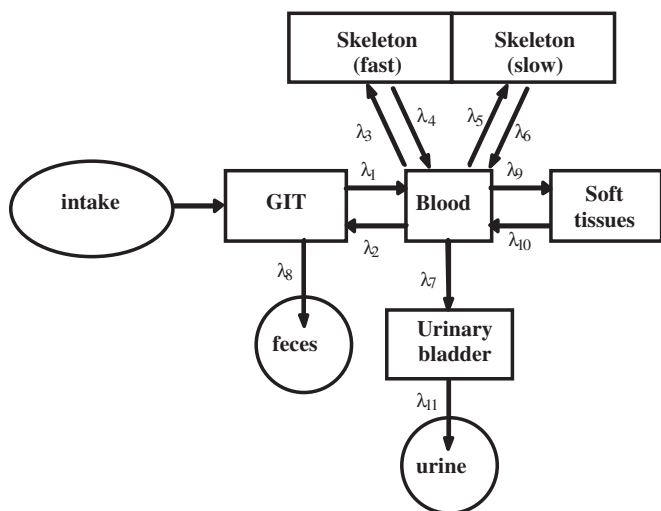 Skeleton
(fast)
Skeleton
(slow)
λ3
λ4
λ5
λ6
intake
GIT
λ1
λ2
Blood
λ9
λ10
Soft
tissues
λ8
λ7
feces
Urinary
bladder
λ11
urine